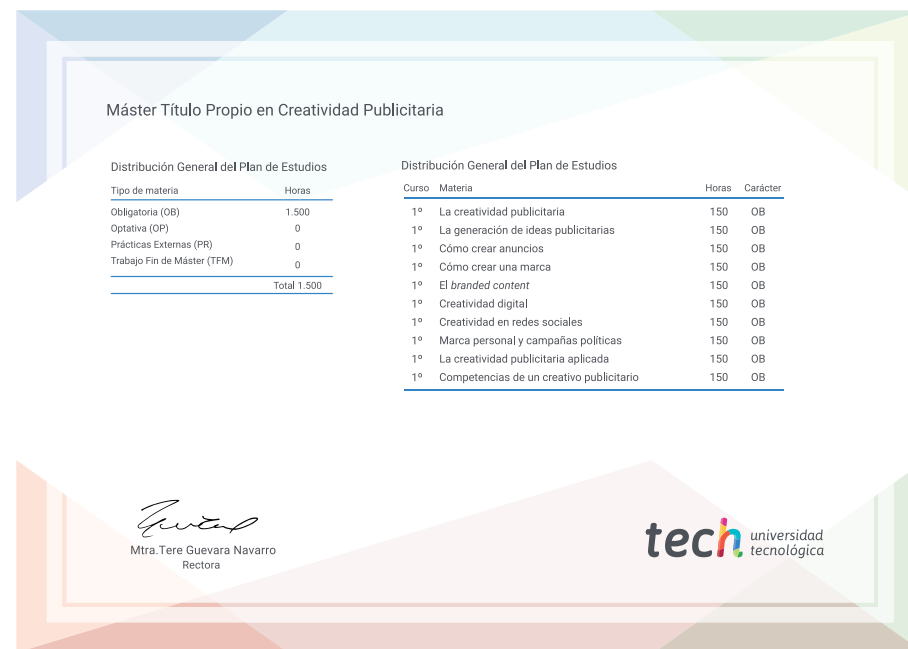 Máster Título Propio en Creatividad Publicitaria
Distribución General del Plan de Estudios
Tipo de materia Horas
Obligatoria (OB) 1.500
Optativa (OP) 0
Prácticas Externas (PR) 0
Trabajo Fin de Máster (TFM) 0
Total 1.500
Distribución General del Plan de Estudios
Curso Materia Horas Carácter
1º La creatividad publicitaria 150 OB
1º La generación de ideas publicitarias 150 OB
1º Cómo crear anuncios 150 OB
1º Cómo crear una marca 150 OB
1º El branded content 150 OB
1º Creatividad digital 150 OB
1º Creatividad en redes sociales 150 OB
1º Marca personal y campañas políticas 150 OB
1º La creatividad publicitaria aplicada 150 OB
1º Competencias de un creativo publicitario 150 OB
Mtra.Tere Guevara Navarro
Rectora
tech universidad
tecnológica